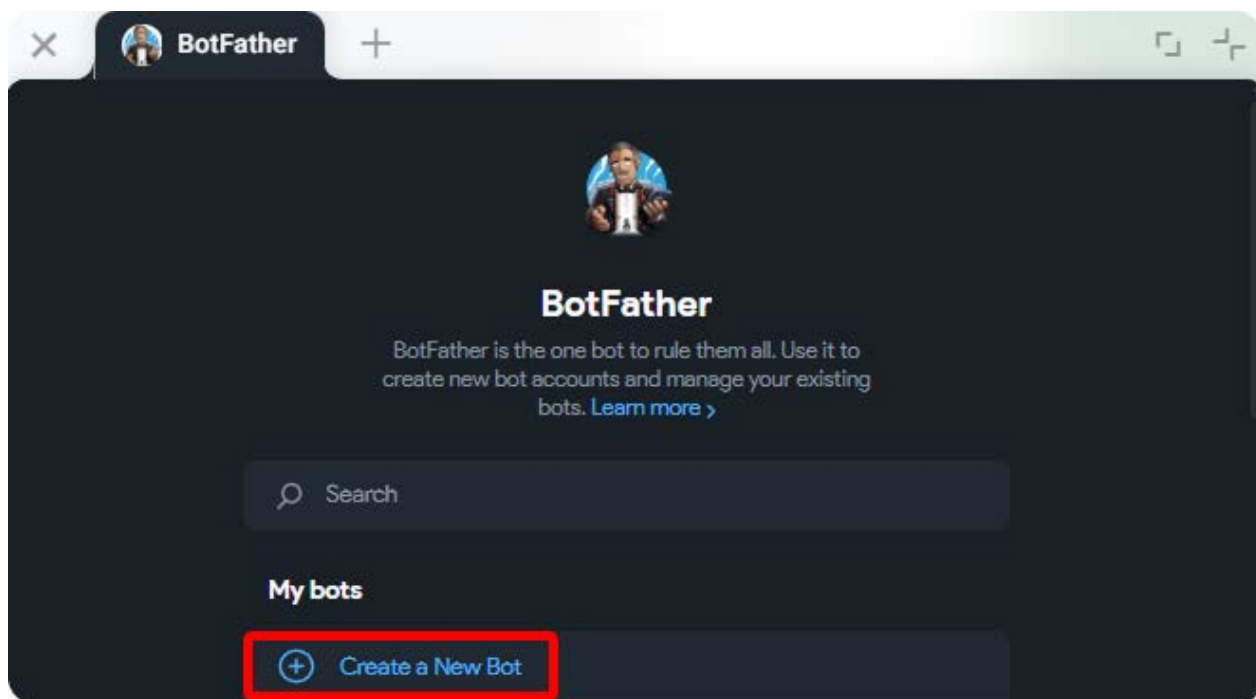 BotFather
BotFather
BotFather is the one bot to rule them all. Use it to
create new bot accounts and manage your existing
bots. Learn more >
Search
My bots
Create a New Bot